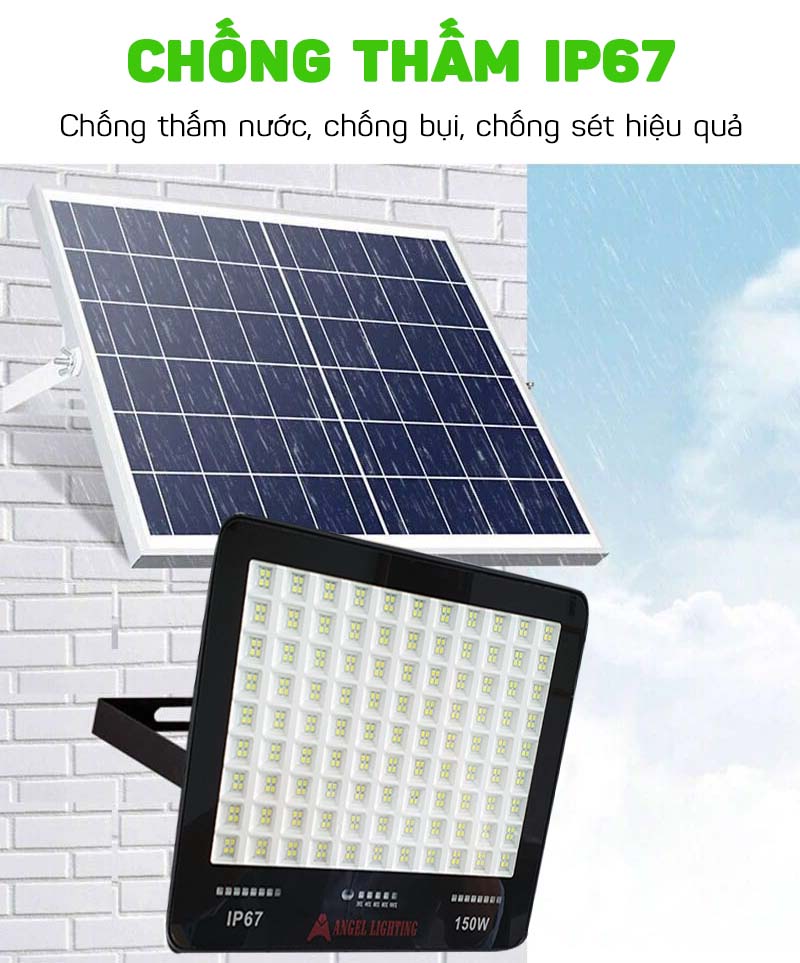 CHỐNG THẤM IP67
Chống thấm nước, chống bụi, chống sét hiệu quả
IP67
ANGEL LIGHTING
150W